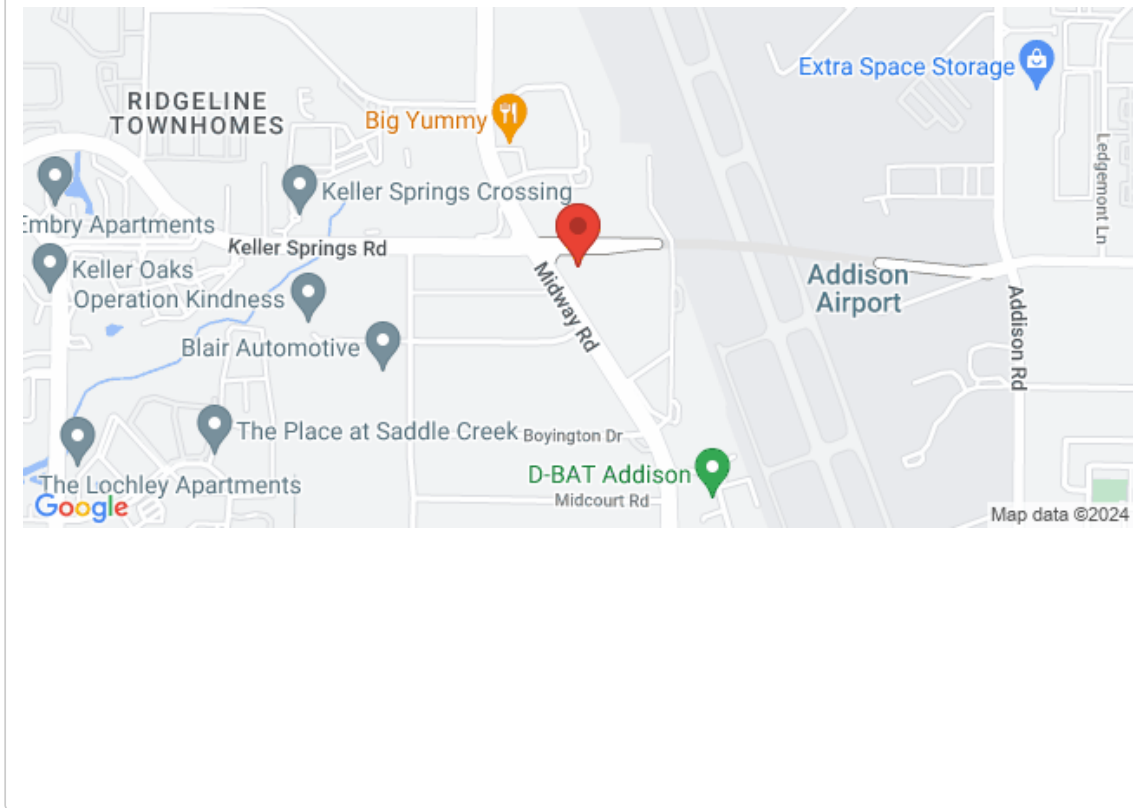 Extra Space Storage
RIDGELINE
TOWNHOMES
Big Yummy
Keller Springs Crossing
Embry Apartments
Keller Springs Rd
Ledgemont Ln
Keller Oaks
Operation Kindness
Addison
Airport
Midway Rd
Addison Rd
Blair Automotive
The Place at Saddle Creek
Boyington Dr
D-BAT Addison
The Lochley Apartments
Midcourt Rd
Google
Map data ©2024